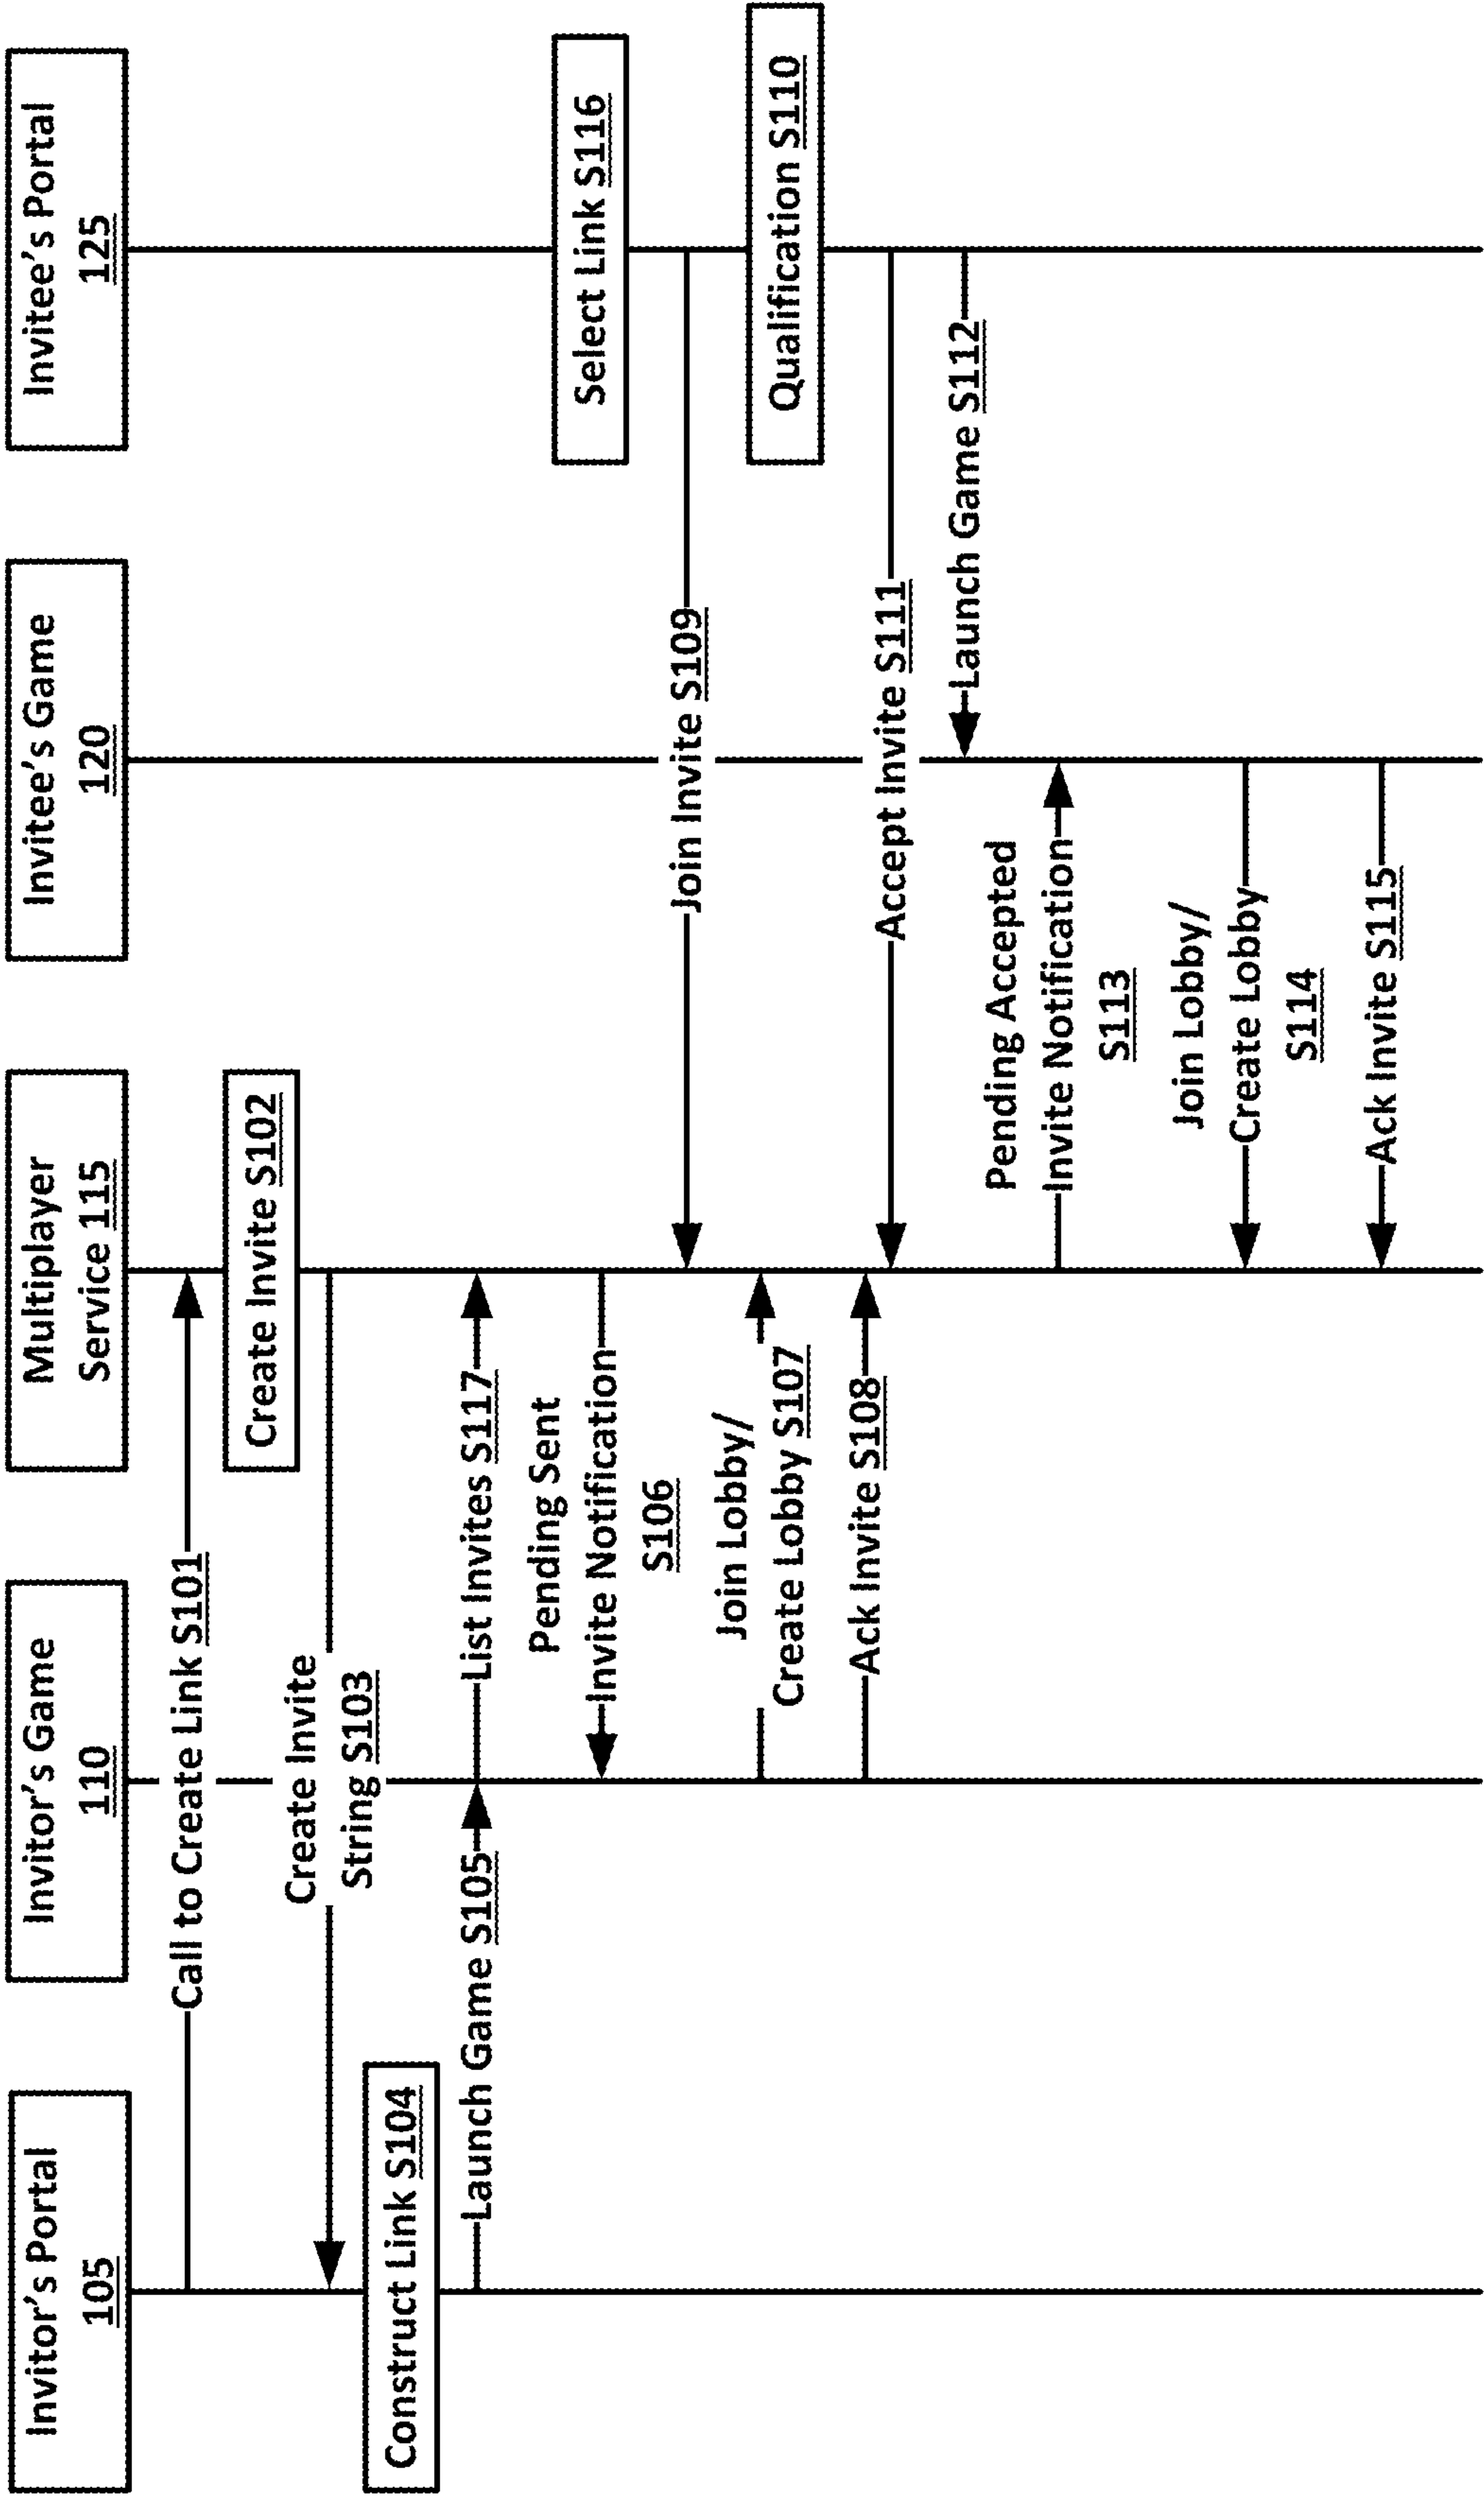 Invitor's Portal
105
Invitor's Game
110
Multiplayer
Service 115
Invitee's Game
120
Invitee's Portal
125
Call to Create Link S101
Create Invite S102
Create Invite
String S103
Construct Link S104
Launch Game S105
List Invites S117
Pending Sent
Invite Notification
S106
Select Link S116
Join Invite S109
Join Lobby/
Create Lobby S107
Qualification S110
Ack Invite S108
Accept Invite S111
Launch Game S112
Pending Accepted
Invite Notification
S113
Join Lobby/
Create Lobby
S114
Ack Invite S115